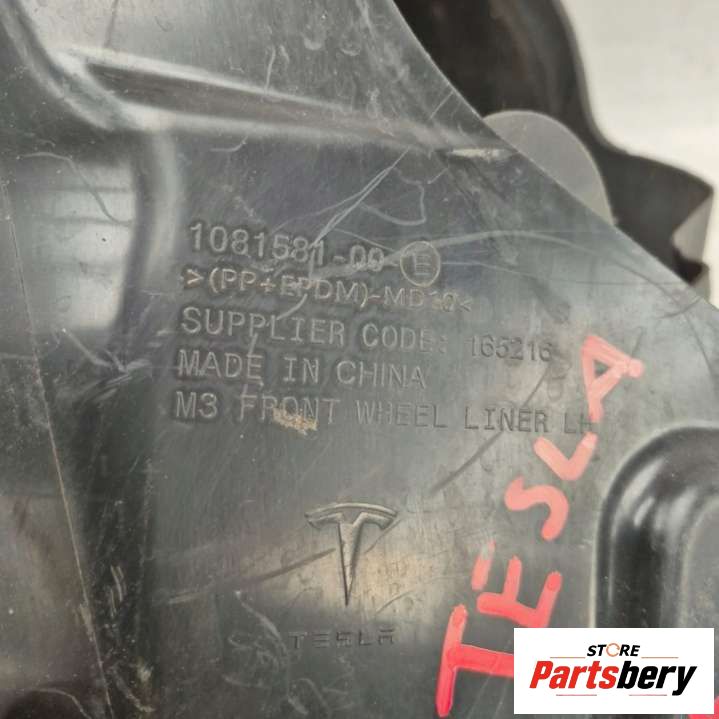 1081581-00-E
>(PP+EPDM)-MD20<
SUPPLIER CODE: 165216
MADE IN CHINA
M3 FRONT WHEEL LINER LH
TESLA
TESLA
STORE
Partsbery